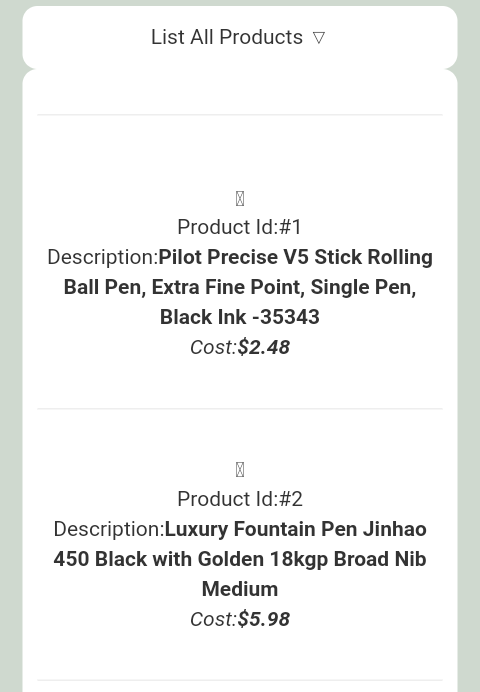 List All Products ▽
Product Id:#1
Description:Pilot Precise V5 Stick Rolling
Ball Pen, Extra Fine Point, Single Pen,
Black Ink -35343
Cost:$2.48
Product Id:#2
Description:Luxury Fountain Pen Jinhao
450 Black with Golden 18kgp Broad Nib
Medium
Cost:$5.98